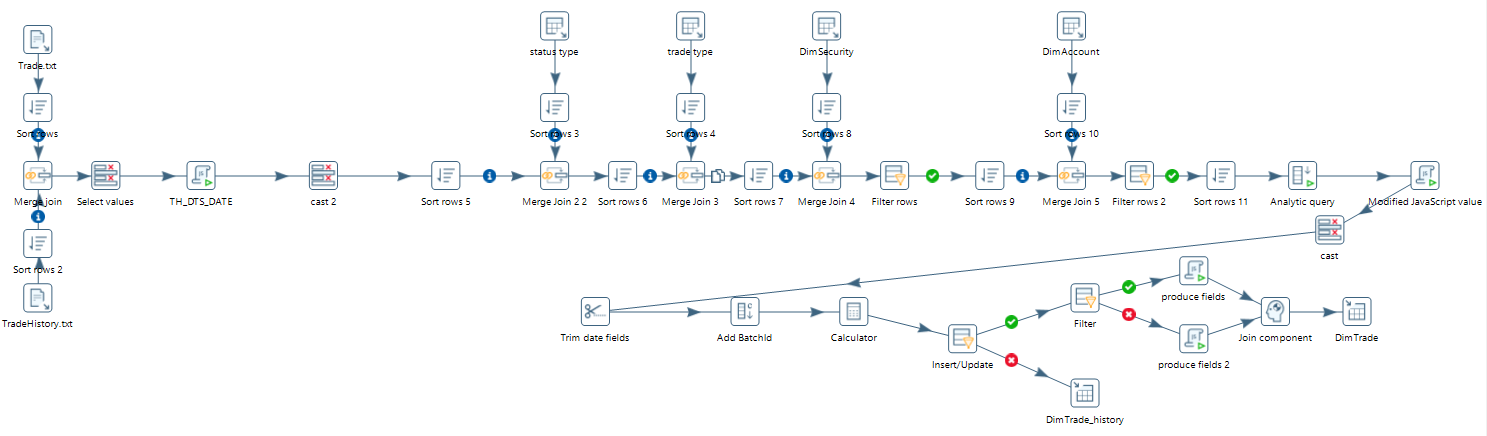 status type
trade type
DimSecurity
DimAccount
Trade.txt
Sort rows
Sort rows 3
Sort rows 4
Sort rows 8
Sort rows 10
Merge join
Select values
TH_DTS_DATE
cast 2
Sort rows 5
Merge Join 2 2
Sort rows 6
Merge Join 3
Sort rows 7
Merge Join 4
Filter rows
Sort rows 9
Merge Join 5
Filter rows 2
Sort rows 11
Analytic query
Modified JavaScript value
cast
Sort rows 2
TradeHistory.txt
produce fields
Trim date fields
Add BatchId
Calculator
Filter
Join component
DimTrade
Insert/Update
produce fields 2
DimTrade_history